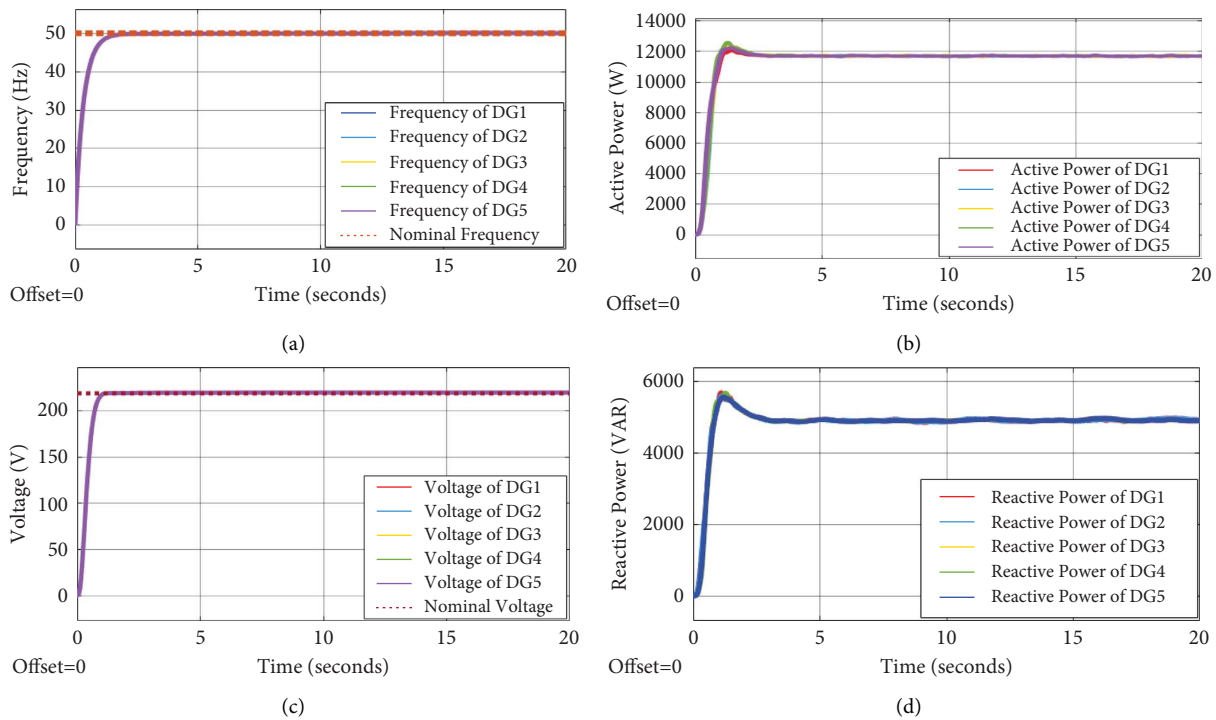 60
50
40
30
20
10
0
Frequency (Hz)
Frequency of DG1
Frequency of DG2
Frequency of DG3
Frequency of DG4
Frequency of DG5
Nominal Frequency
0 5 10 15 20
Offset=0
Time (seconds)
(a)
14000
12000
10000
8000
6000
4000
2000
0
Active Power (W)
Active Power of DG1
Active Power of DG2
Active Power of DG3
Active Power of DG4
Active Power of DG5
0 5 10 15 20
Offset=0
Time (seconds)
(b)
200
150
100
50
0
Voltage (V)
Voltage of DG1
Voltage of DG2
Voltage of DG3
Voltage of DG4
Voltage of DG5
Nominal Voltage
0 5 10 15 20
Offset=0
Time (seconds)
(c)
6000
4000
2000
0
Reactive Power (VAR)
Reactive Power of DG1
Reactive Power of DG2
Reactive Power of DG3
Reactive Power of DG4
Reactive Power of DG5
0 5 10 15 20
Offset=0
Time (seconds)
(d)